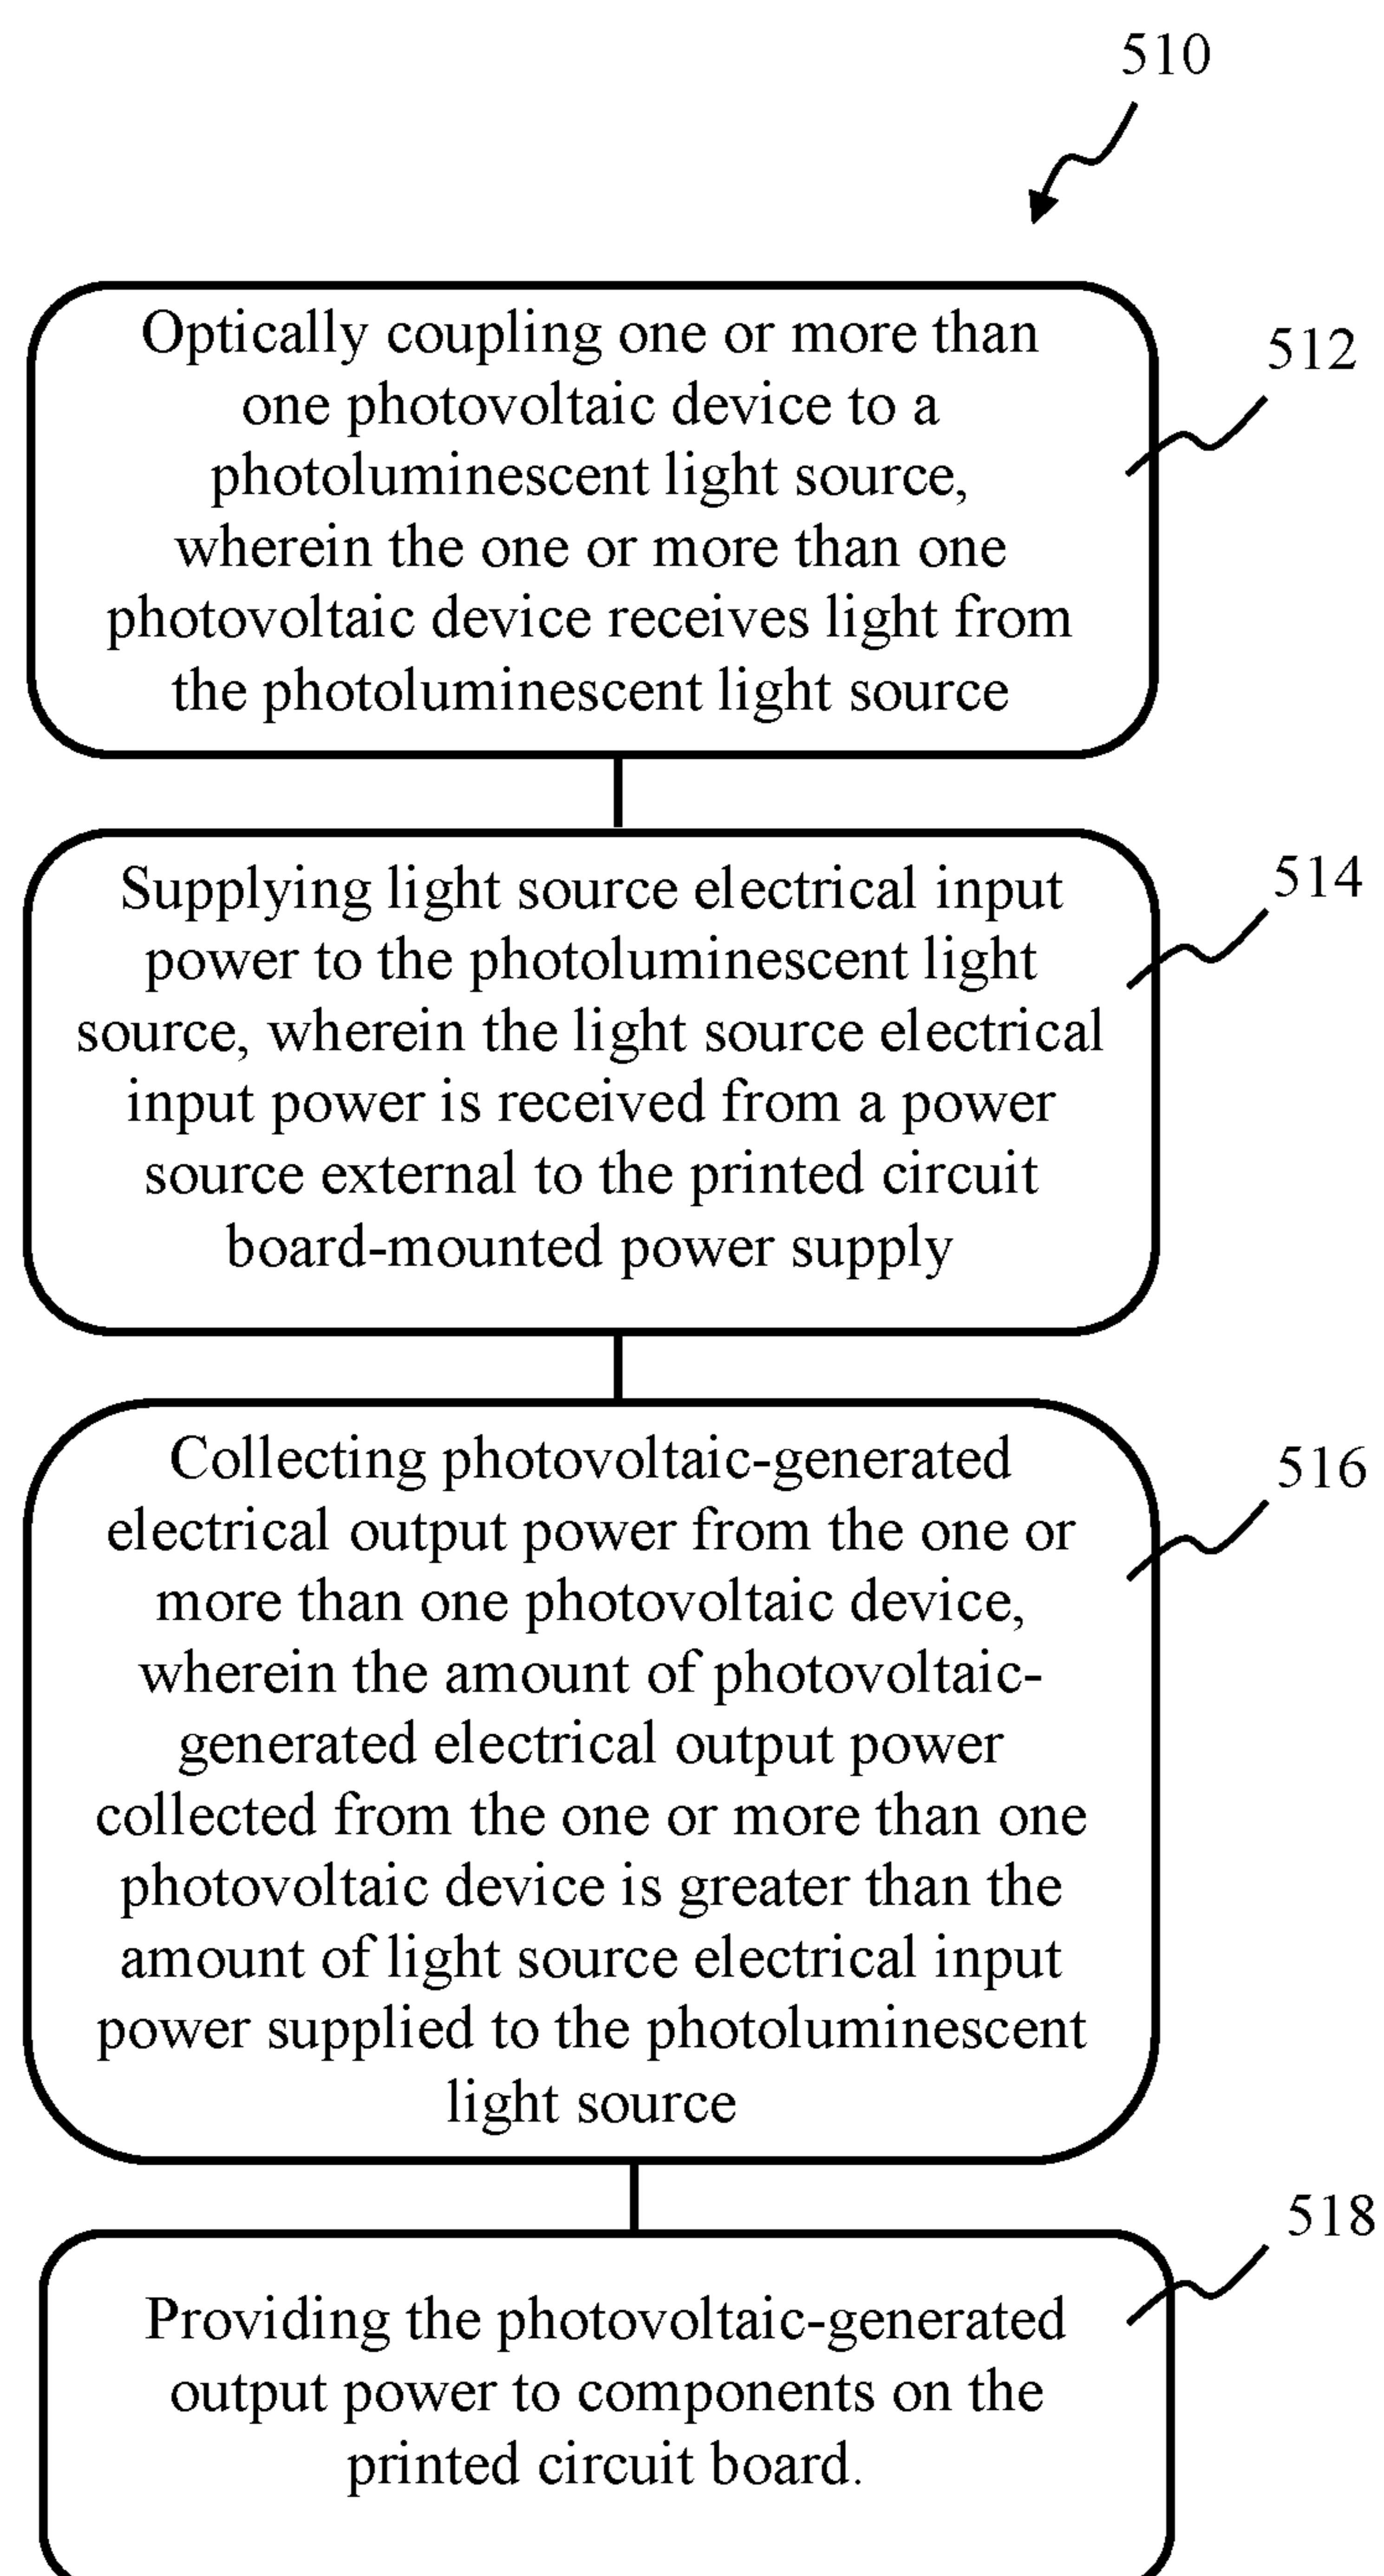 510
Optically coupling one or more than
one photovoltaic device to a
photoluminescent light source,
wherein the one or more than one
photovoltaic device receives light from
the photoluminescent light source
512
Supplying light source electrical input
power to the photoluminescent light
source, wherein the light source electrical
input power is received from a power
source external to the printed circuit
board-mounted power supply
514
Collecting photovoltaic-generated
electrical output power from the one or
more than one photovoltaic device,
wherein the amount of photovoltaic-
generated electrical output power
collected from the one or more than one
photovoltaic device is greater than the
amount of light source electrical input
power supplied to the photoluminescent
light source
516
Providing the photovoltaic-generated
output power to components on the
printed circuit board.
518